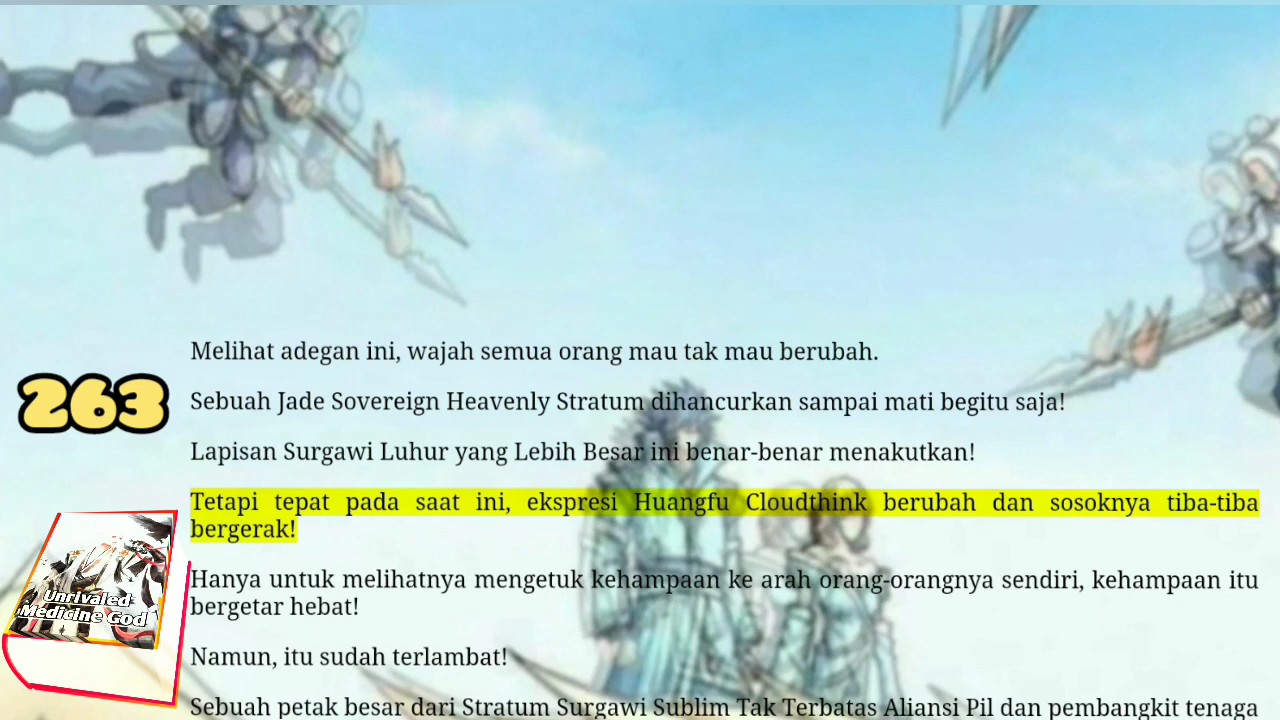 Melihat adegan ini, wajah semua orang mau tak mau berubah.
263
Sebuah Jade Sovereign Heavenly Stratum dihancurkan sampai mati begitu saja!
Lapisan Surgawi Luhur yang Lebih Besar ini benar-benar menakutkan!
Tetapi tepat pada saat ini, ekspresi Huangfu Cloudthink berubah dan sosoknya tiba-tiba
bergerak!
Hanya untuk melihatnya mengetuk kehampaan ke arah orang-orangnya sendiri, kehampaan itu
bergetar hebat!
Unrivaled
Medicine God
Namun, itu sudah terlambat!
Sebuah petak besar dari Stratum Surgawi Sublim Tak Terbatas Aliansi Pil dan pembangkit tenaga